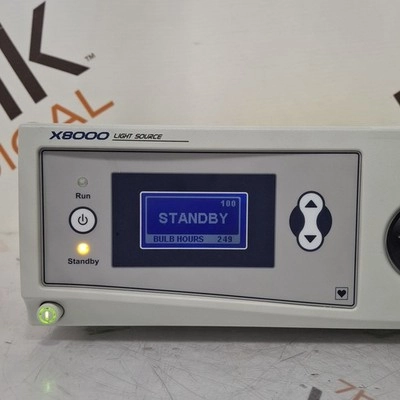 X8000 LIGHT SOURCE
Run
100
STANDBY
BULB HOURS 249
Standby